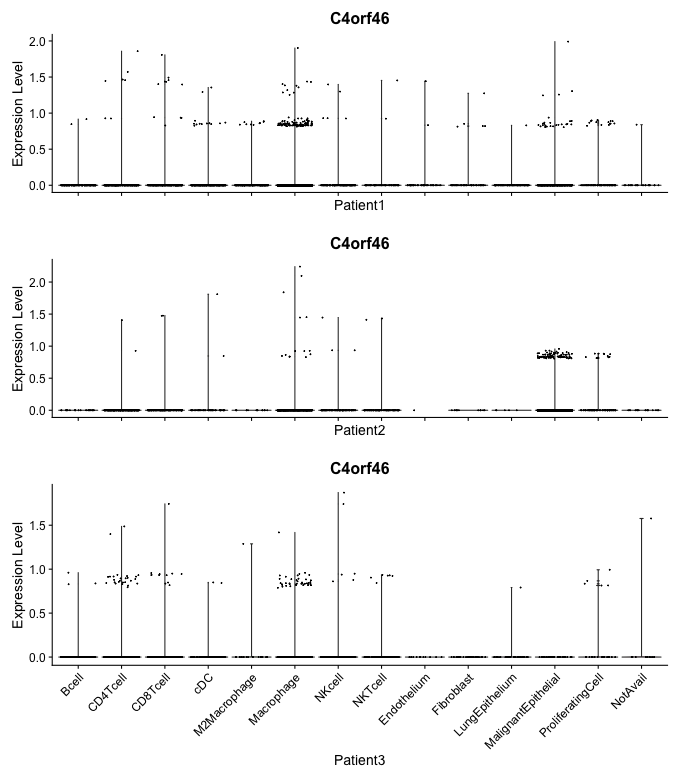 C4orf46
Expression Level
2.0
1.5
1.0
0.5
0.0
Patient1
C4orf46
Expression Level
2.0
1.5
1.0
0.5
0.0
Patient2
C4orf46
Expression Level
1.5
1.0
0.5
0.0
Bcell
CD4Tcell
CD8Tcell
cDC
M2Macrophage
Macrophage
NKcell
NKTcell
Endothelium
Fibroblast
LungEpithelium
MalignantEpithelial
ProliferatingCell
NotAvail
Patient3